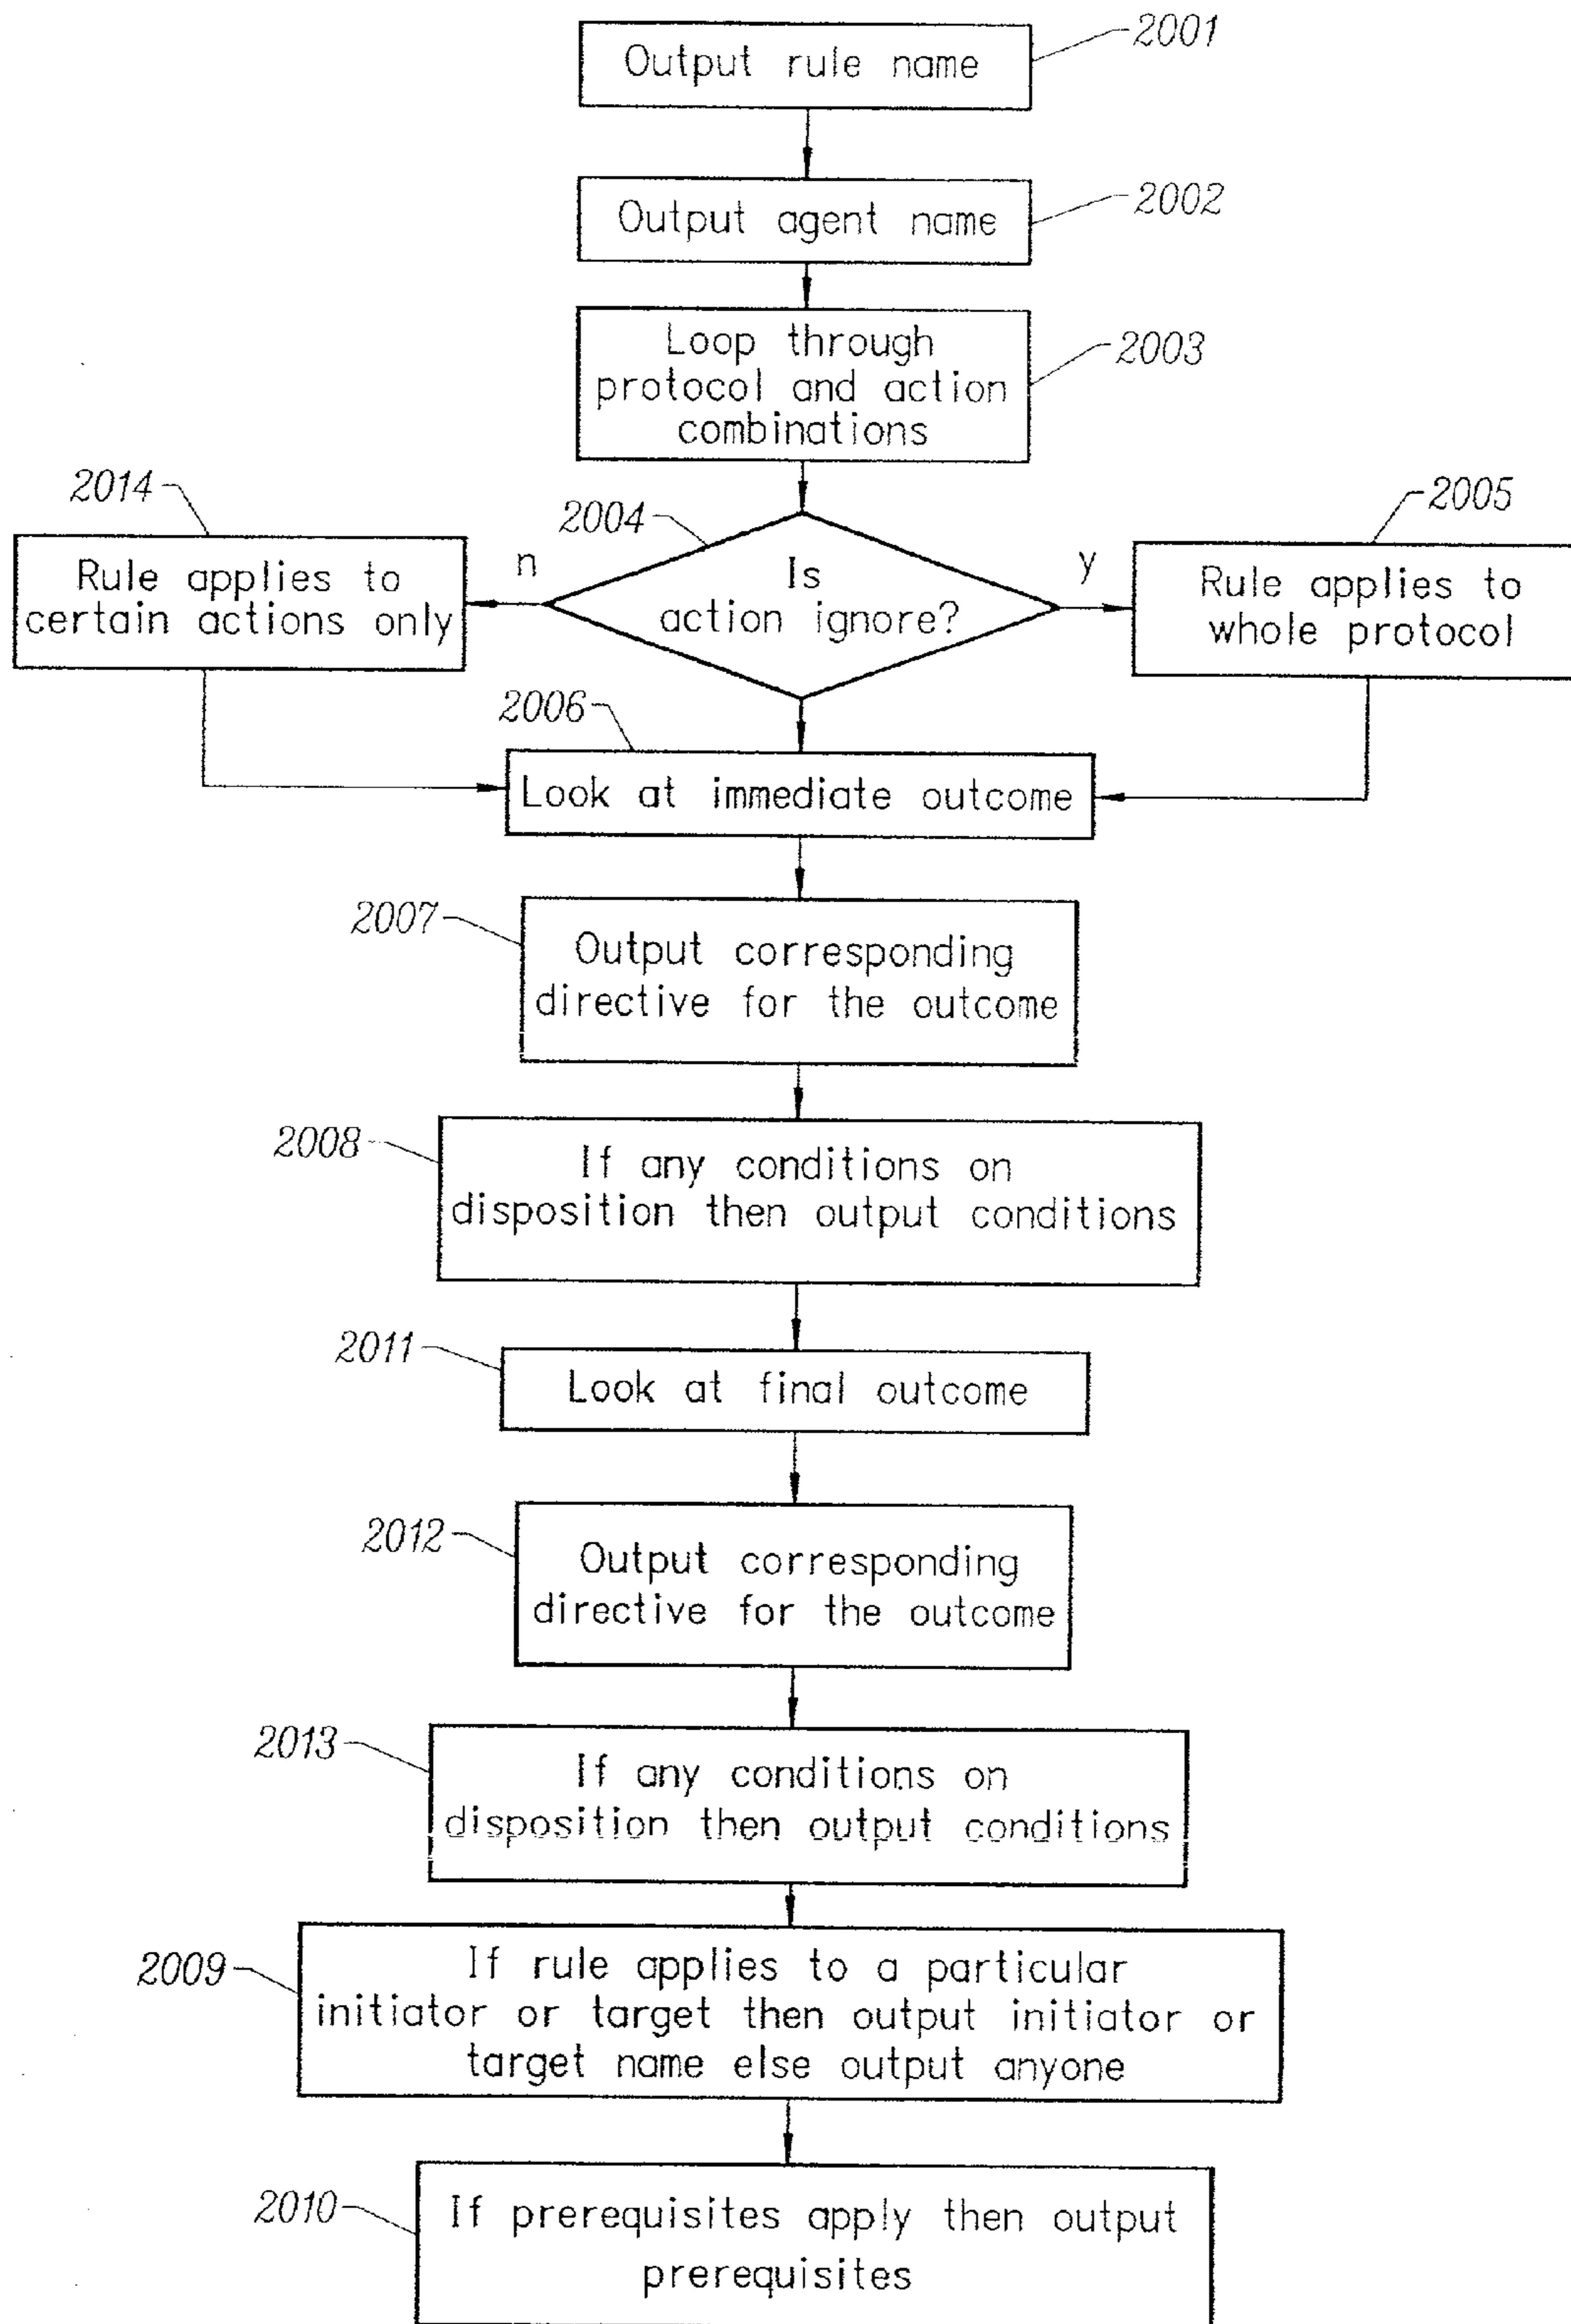 Output rule name
2001
Output agent name
2002
Loop through
protocol and action
combinations
2003
2004
Is
action ignore?
n
y
2014
Rule applies to
certain actions only
2005
Rule applies to
whole protocol
2006
Look at immediate outcome
2007
Output corresponding
directive for the outcome
2008
If any conditions on
disposition then output conditions
2011
Look at final outcome
2012
Output corresponding
directive for the outcome
2013
If any conditions on
disposition then output conditions
2009
If rule applies to a particular
initiator or target then output initiator or
target name else output anyone
2010
If prerequisites apply then output
prerequisites